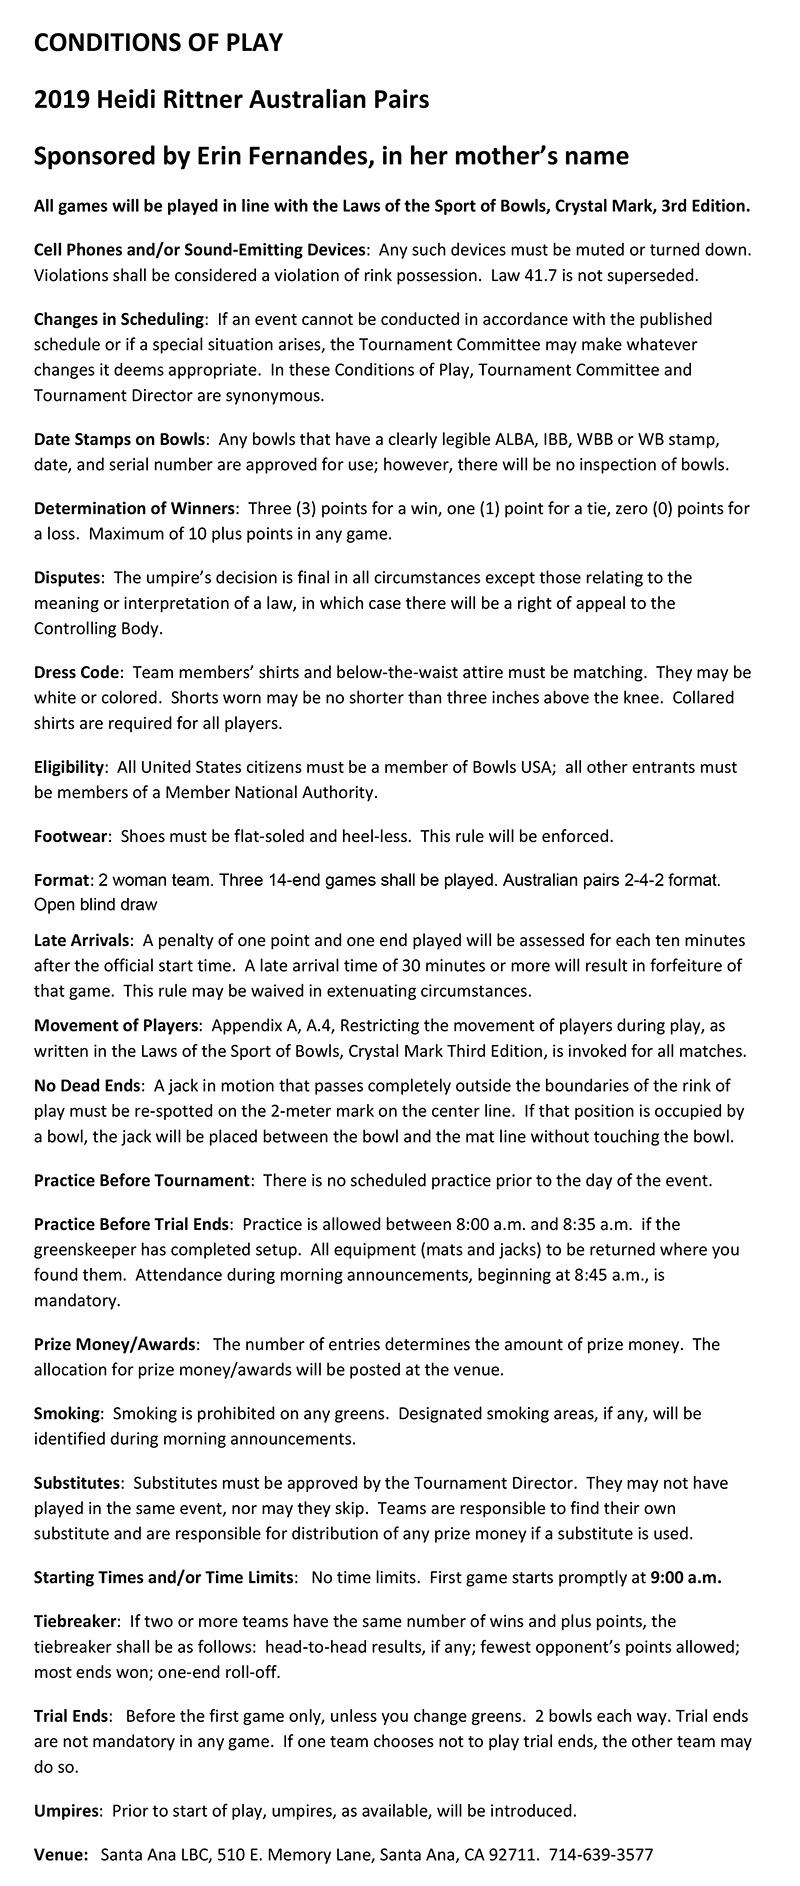 CONDITIONS OF PLAY
2019 Heidi Rittner Australian Pairs
Sponsored by Erin Fernandes, in her mother’s name
All games will be played in line with the Laws of the Sport of Bowls, Crystal Mark, 3rd Edition.
Cell Phones and/or Sound-Emitting Devices:  Any such devices must be muted or turned down.
Violations shall be considered a violation of rink possession.  Law 41.7 is not superseded.
Changes in Scheduling:  If an event cannot be conducted in accordance with the published
schedule or if a special situation arises, the Tournament Committee may make whatever
changes it deems appropriate.  In these Conditions of Play, Tournament Committee and
Tournament Director are synonymous.
Date Stamps on Bowls:  Any bowls that have a clearly legible ALBA, IBB, WBB or WB stamp,
date, and serial number are approved for use; however, there will be no inspection of bowls.
Determination of Winners:  Three (3) points for a win, one (1) point for a tie, zero (0) points for
a loss.  Maximum of 10 plus points in any game.
Disputes:  The umpire’s decision is final in all circumstances except those relating to the
meaning or interpretation of a law, in which case there will be a right of appeal to the
Controlling Body.
Dress Code:  Team members’ shirts and below-the-waist attire must be matching.  They may be
white or colored.  Shorts worn may be no shorter than three inches above the knee.  Collared
shirts are required for all players.
Eligibility:  All United States citizens must be a member of Bowls USA;  all other entrants must
be members of a Member National Authority.
Footwear:  Shoes must be flat-soled and heel-less.  This rule will be enforced.
Format: 2 woman team. Three 14-end games shall be played. Australian pairs 2-4-2 format.
Open blind draw
Late Arrivals:  A penalty of one point and one end played will be assessed for each ten minutes
after the official start time.  A late arrival time of 30 minutes or more will result in forfeiture of
that game.  This rule may be waived in extenuating circumstances.
Movement of Players:  Appendix A, A.4, Restricting the movement of players during play, as
written in the Laws of the Sport of Bowls, Crystal Mark Third Edition, is invoked for all matches.
No Dead Ends:  A jack in motion that passes completely outside the boundaries of the rink of
play must be re-spotted on the 2-meter mark on the center line.  If that position is occupied by
a bowl, the jack will be placed between the bowl and the mat line without touching the bowl.
Practice Before Tournament:  There is no scheduled practice prior to the day of the event.
Practice Before Trial Ends:  Practice is allowed between 8:00 a.m. and 8:35 a.m.  if the
greenskeeper has completed setup.  All equipment (mats and jacks) to be returned where you
found them.  Attendance during morning announcements, beginning at 8:45 a.m., is
mandatory.
Prize Money/Awards:   The number of entries determines the amount of prize money.  The
allocation for prize money/awards will be posted at the venue.
Smoking:  Smoking is prohibited on any greens.  Designated smoking areas, if any, will be
identified during morning announcements.
Substitutes:  Substitutes must be approved by the Tournament Director.  They may not have
played in the same event, nor may they skip.  Teams are responsible to find their own
substitute and are responsible for distribution of any prize money if a substitute is used.
Starting Times and/or Time Limits:   No time limits.  First game starts promptly at 9:00 a.m.
Tiebreaker:  If two or more teams have the same number of wins and plus points, the
tiebreaker shall be as follows:  head-to-head results, if any; fewest opponent’s points allowed;
most ends won; one-end roll-off.
Trial Ends:   Before the first game only, unless you change greens.  2 bowls each way. Trial ends
are not mandatory in any game.  If one team chooses not to play trial ends, the other team may
do so.
Umpires:  Prior to start of play, umpires, as available, will be introduced.
Venue:   Santa Ana LBC, 510 E. Memory Lane, Santa Ana, CA 92711.  714-639-3577